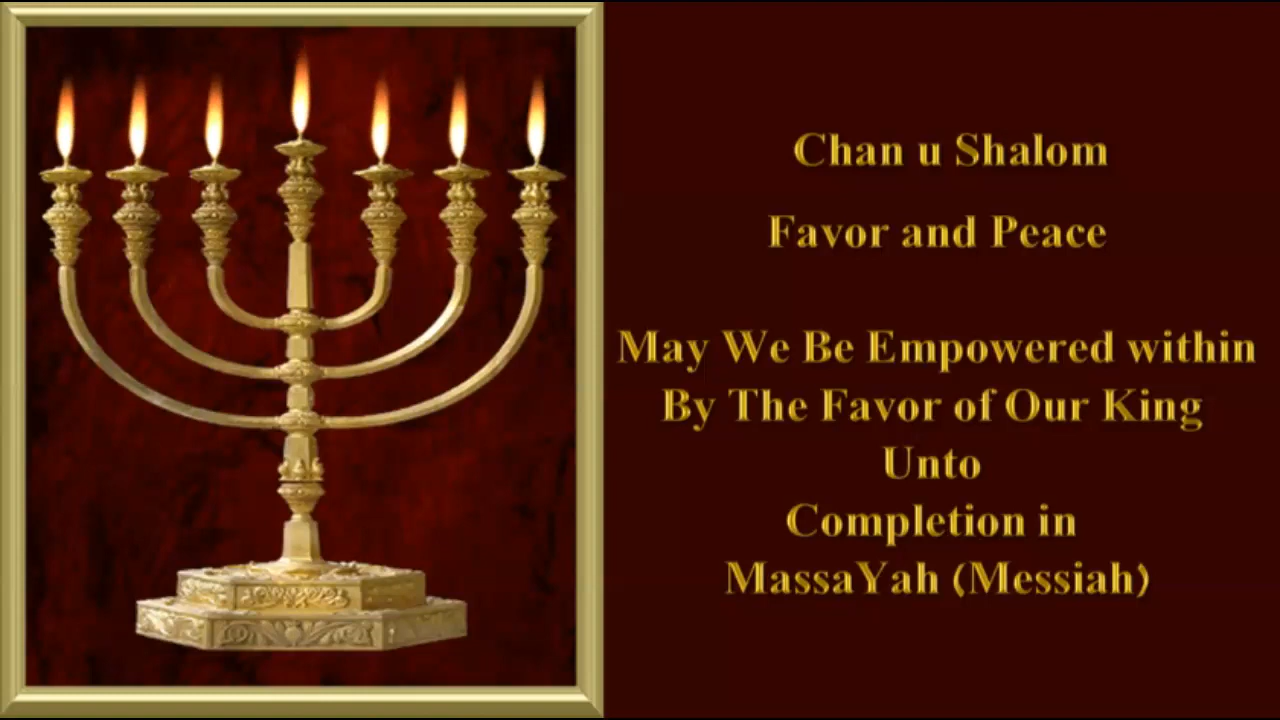 Chan u Shalom
Favor and Peace
May We Be Empowered within
By The Favor of Our King
Unto
Completion in
MassaYah (Messiah)